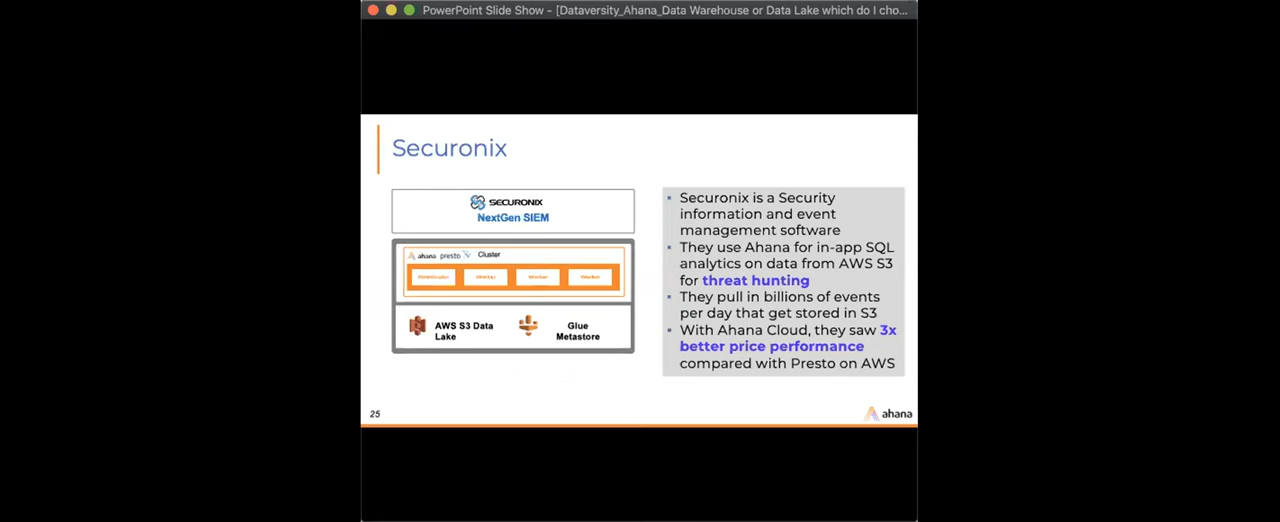 PowerPoint Slide Show - [Dataversity_Ahana_Data Warehouse or Data Lake which do I cho...
Securonix
SECURONIX
NextGen SIEM
ahana presto Cluster
AWS S3 Data
Lake
Glue
Metastore
Securonix is a Security
information and event
management software
They use Ahana for in-app SQL
analytics on data from AWS S3
for threat hunting
They pull in billions of events
per day that get stored in S3
With Ahana Cloud, they saw 3x
better price performance
compared with Presto on AWS
25
ahana